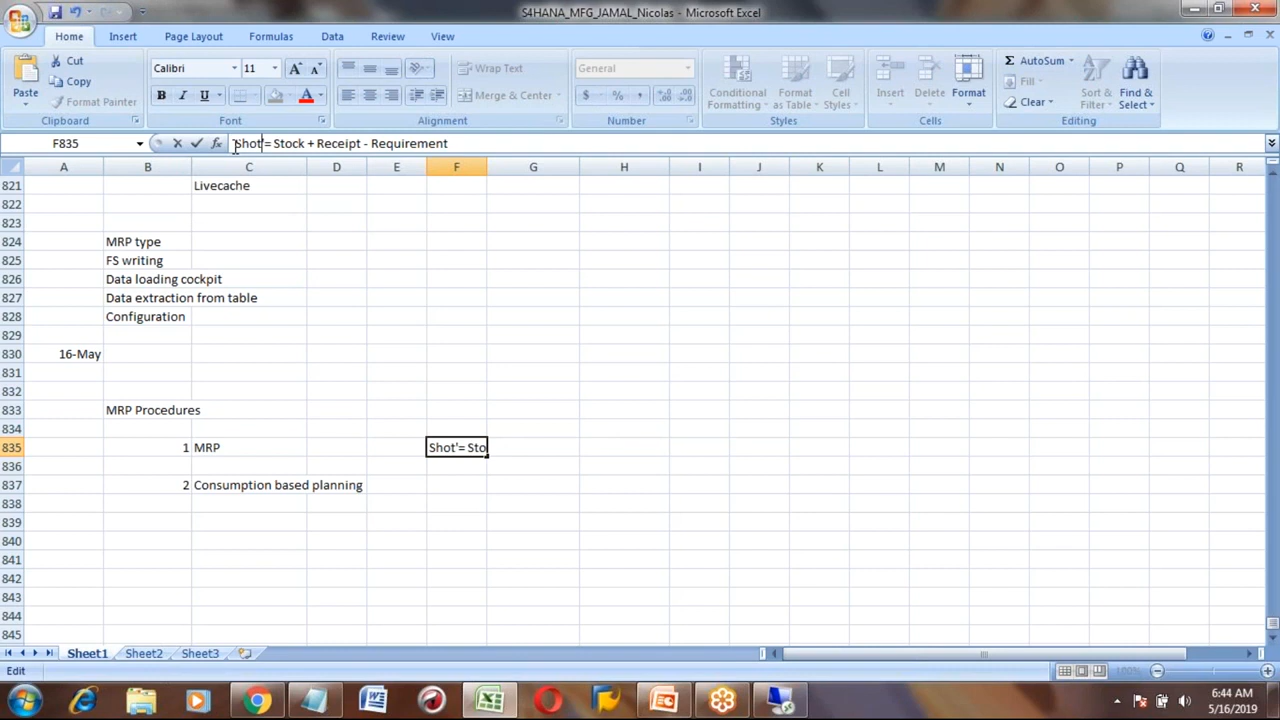 S4HANA_MFG_JAMAL_Nicolas - Microsoft Excel
Home Insert Page Layout Formulas Data Review View
Paste
Cut
Copy
Format Painter
Clipboard
Calibri 11
B I U
Font
Wrap Text
Merge & Center
Alignment
General
$ % ,
Number
Conditional Formatting
Format as Table
Cell Styles
Styles
Insert
Delete
Format
Cells
AutoSum
Fill
Clear
Sort & Filter
Find & Select
Editing
F835 fx Shot'= Stock + Receipt - Requirement
A B C D E F G H I J K L M N O P Q R
821 Livecache
822
823
824 MRP type
825 FS writing
826 Data loading cockpit
827 Data extraction from table
828 Configuration
829
830 16-May
831
832
833 MRP Procedures
834
835 1 MRP Shot'= Sto
836
837 2 Consumption based planning
838
839
840
841
842
843
844
845
Sheet1 Sheet2 Sheet3
Edit 100%
6:44 AM
5/16/2019